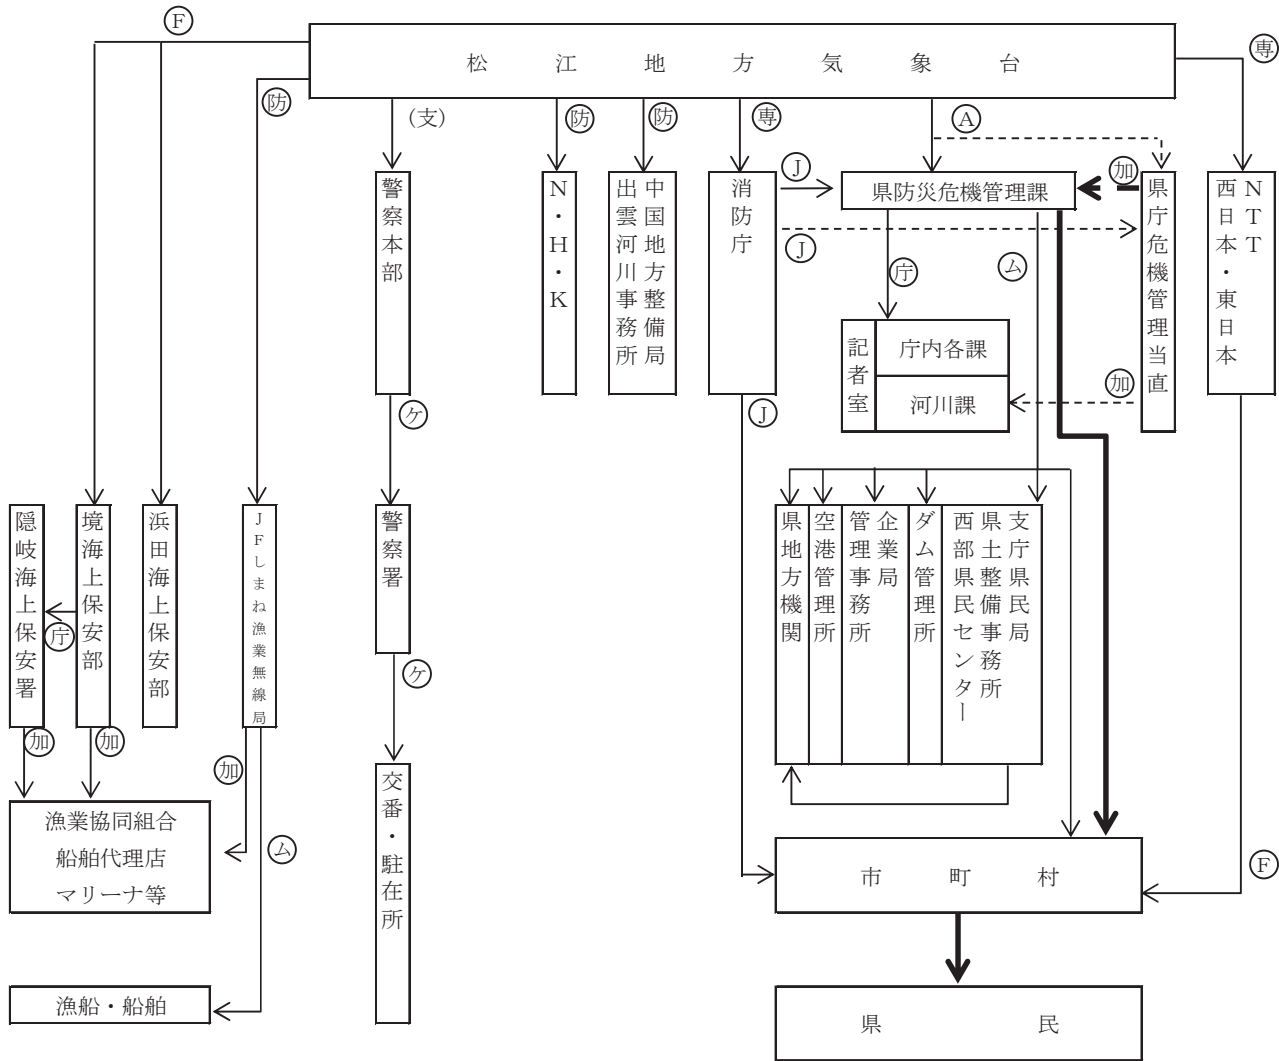 Ⓕ
松江地方気象台
㊕
防
(支)
防
防
専
Ⓐ
Ⓙ
加
警察本部
N・H・K
中国地方整備局
出雲河川事務所
消防庁
県防災危機管理課
県庁危機管理当直
NTT
西日本・東日本
Ⓙ
庁
㋰
記者室
庁内各課
河川課
加
㋘
Ⓙ
隠岐海上保安署
境海上保安部
浜田海上保安部
JFしまね漁業無線局
警察署
県地方機関
空港管理所
企業局
管理事務所
ダム管理所
支庁県民局
県土整備事務所
西部県民センター
庁
㋘
加
加
加
漁業協同組合
船舶代理店
マリーナ等
㋰
交番・駐在所
市町村
Ⓕ
漁船・船舶
県民